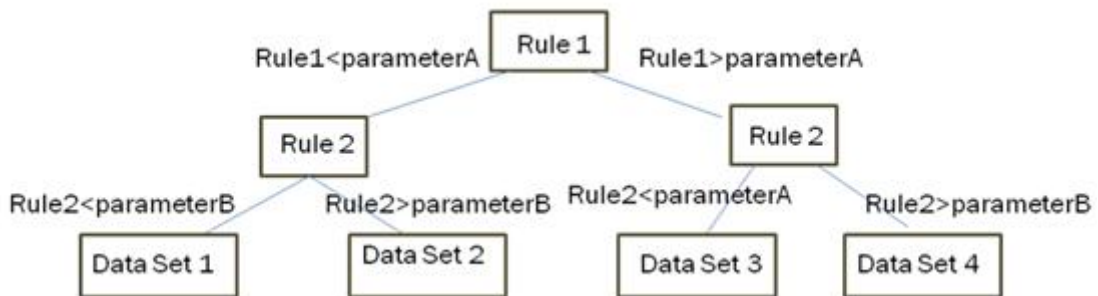 Rule 1
Rule1<parameterA
Rule1>parameterA
Rule 2
Rule 2
Rule2<parameterB
Rule2>parameterB
Rule2<parameterA
Rule2>parameterB
Data Set 1
Data Set 2
Data Set 3
Data Set 4